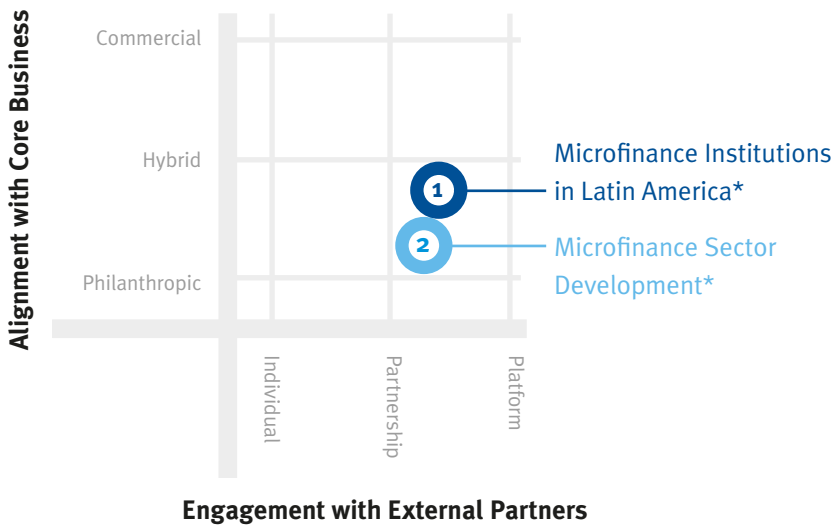 Alignment with Core Business
Commercial
Hybrid
Philanthropic
1
2
Microfinance Institutions
in Latin America*
Microfinance Sector
Development*
Individual
Partnership
Platform
Engagement with External Partners